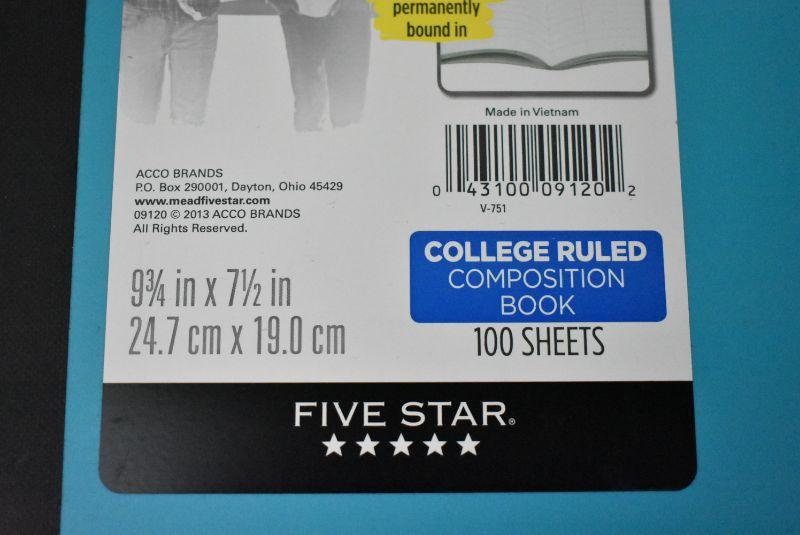 permanently
bound in
Made in Vietnam
0 43100 09120 2
V-751
ACCO BRANDS
P.O. Box 290001, Dayton, Ohio 45429
www.meadfivestar.com
09120 © 2013 ACCO BRANDS
All Rights Reserved.
9¾ in x 7½ in
24.7 cm x 19.0 cm
COLLEGE RULED
COMPOSITION
BOOK
100 SHEETS
FIVE STAR®